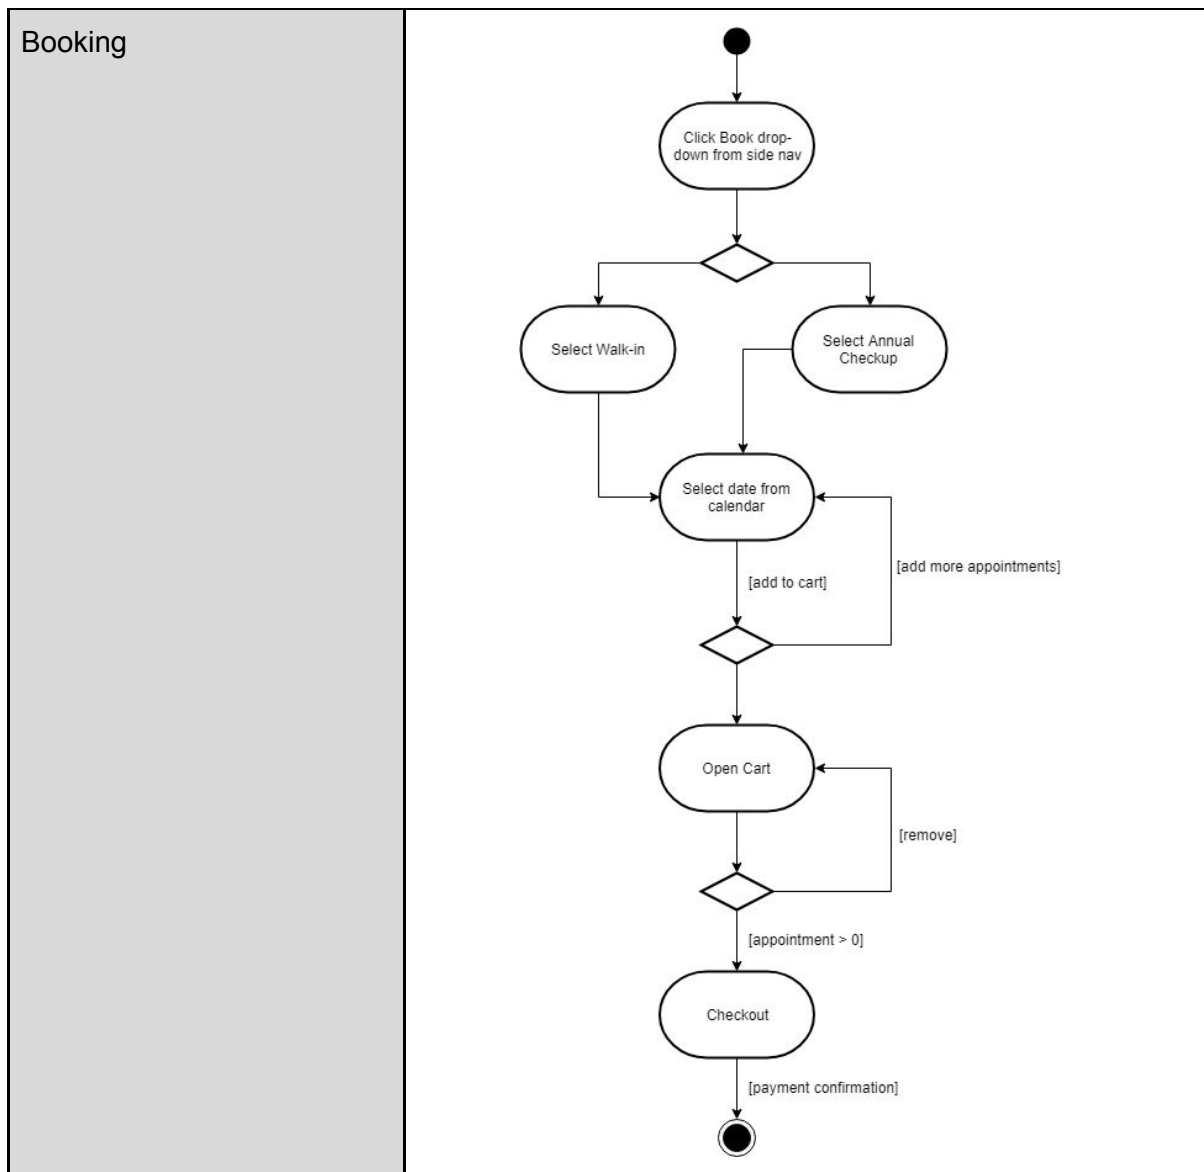 Booking
Click Book drop-
down from side nav
Select Walk-in
Select Annual
Checkup
Select date from
calendar
[add more appointments]
[add to cart]
Open Cart
[remove]
[appointment > 0]
Checkout
[payment confirmation]